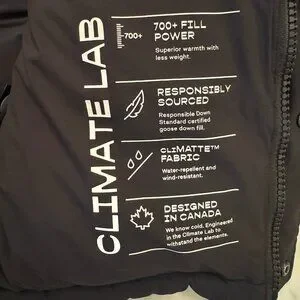 CLIMATE LAB
700+
700+ FILL
POWER
Superior warmth with
less weight.
RESPONSIBLY
SOURCED
Responsible Down
Standard certified
goose down fill.
CLiMATTE™
FABRIC
Water-repellent and
wind-resistant.
DESIGNED
IN CANADA
We know cold. Engineered
in the Climate Lab to
withstand the elements.